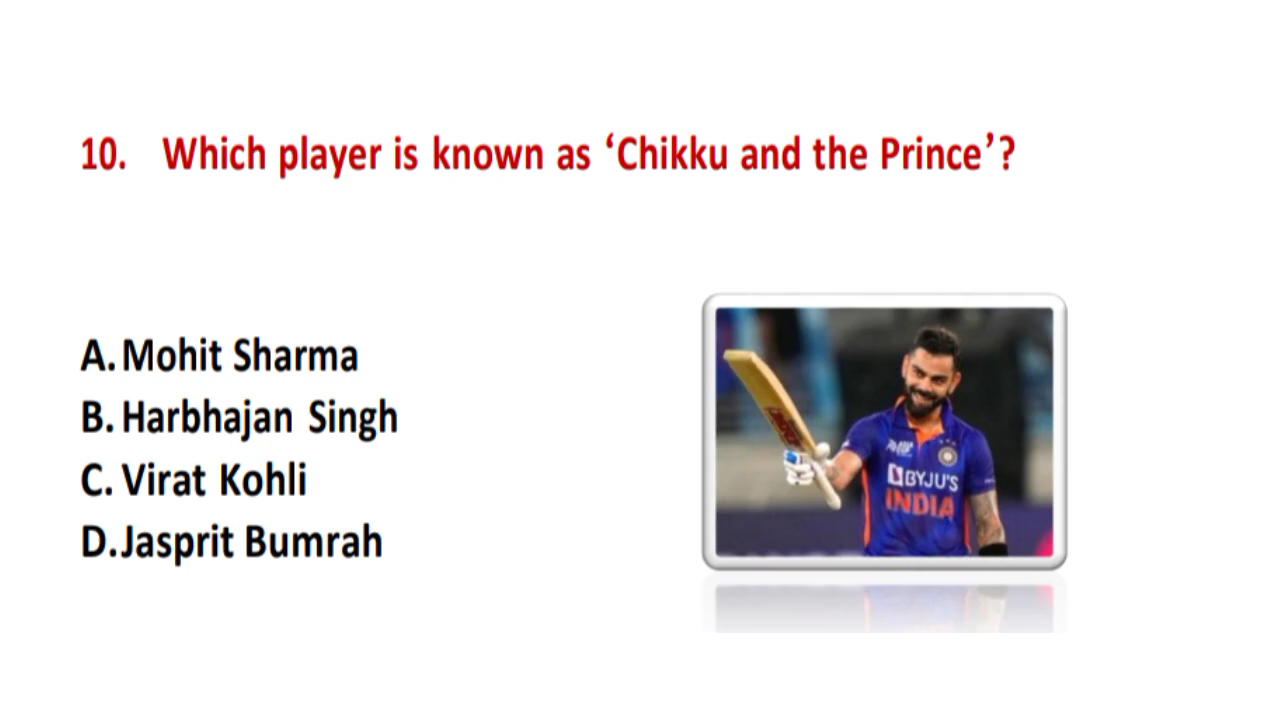 10. Which player is known as ‘Chikku and the Prince’?
A. Mohit Sharma
B. Harbhajan Singh
C. Virat Kohli
D. Jasprit Bumrah
BYJU'S
INDIA